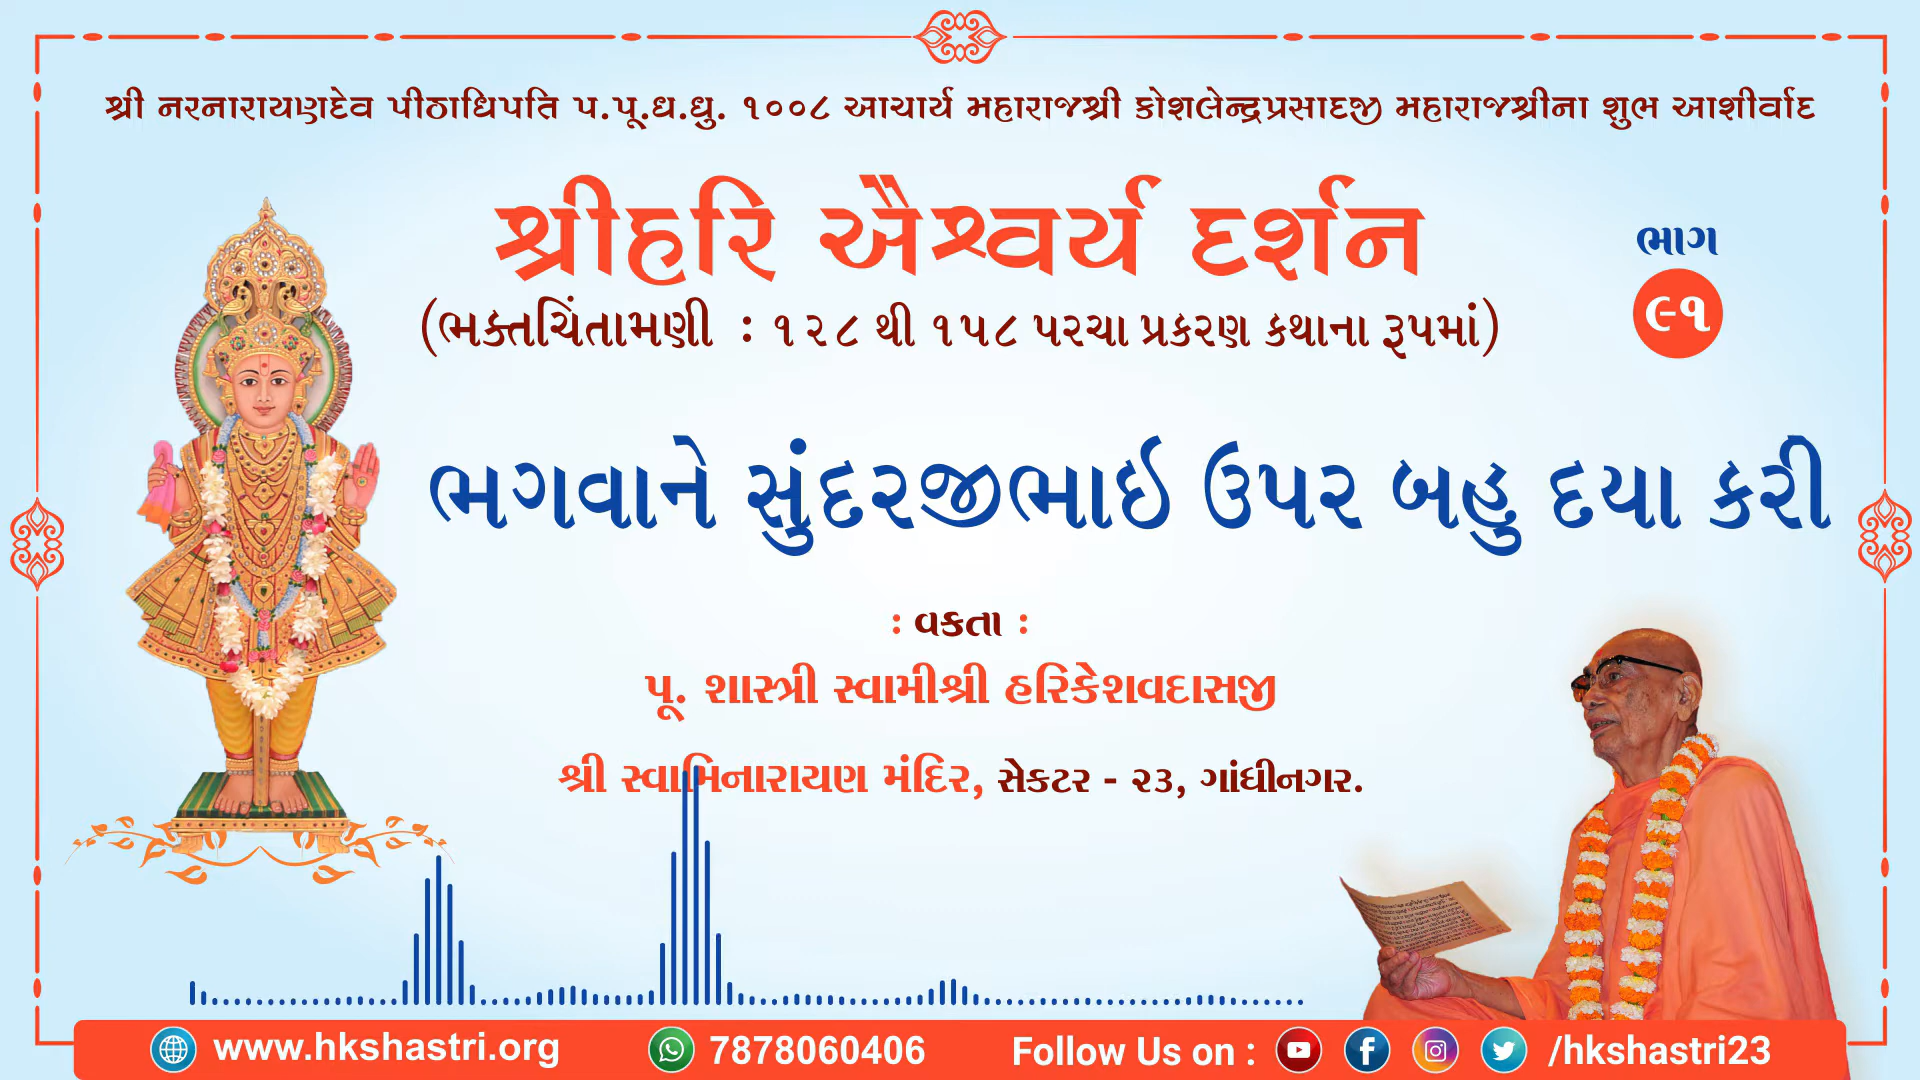 શ્રી નરનારાયણદેવ પીઠાધિપતિ પ.પૂ.ધ.ધુ. ૧૦૦૮ આચાર્ય મહારાજશ્રી કોશલેન્દ્રપ્રસાદજી મહારાજશ્રીના શુભ આશીર્વાદ
શ્રીહરિ ઐશ્વર્ય દર્શન
ભાગ
૯૧
(ભક્તચિંતામણી : ૧૨૮ થી ૧૫૮ પરચા પ્રકરણ કથાના રૂપમાં)
ભગવાને સુંદરજીભાઈ ઉપર બહુ દયા કરી
: વકતા :
પૂ. શાસ્ત્રી સ્વામીશ્રી હરિકેશવદાસજી
શ્રી સ્વામિનારાયણ મંદિર, સેકટર - ૨૩, ગાંધીનગર.
www.hkshastri.org 7878060406 Follow Us on : /hkshastri23